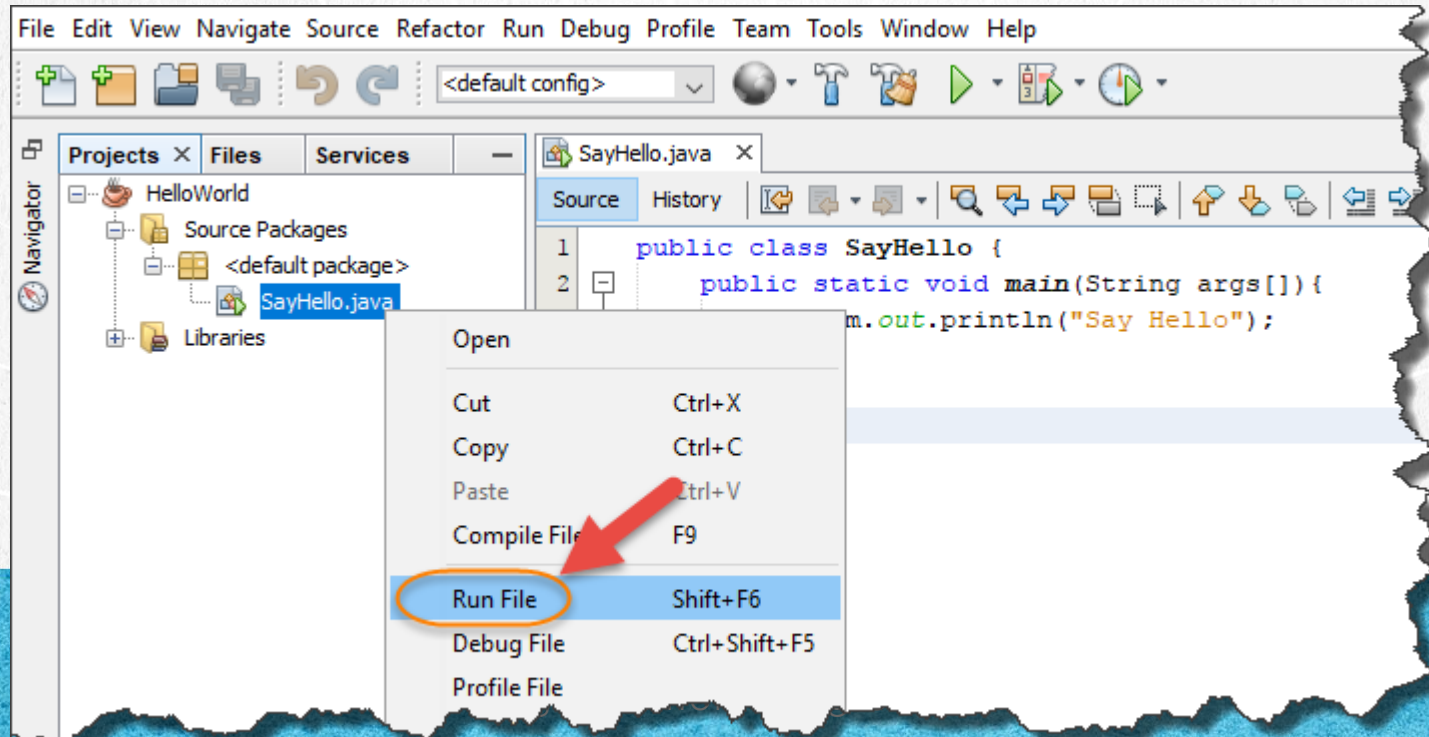 File Edit View Navigate Source Refactor Run Debug Profile Team Tools Window Help
<default config>
Projects Files Services
SayHello.java
Navigator
HelloWorld
Source Packages
<default package>
SayHello.java
Libraries
Source History
1 public class SayHello {
2 public static void main(String args[]){
m.out.println("Say Hello");
Open
Cut Ctrl+X
Copy Ctrl+C
Paste Ctrl+V
Compile File F9
Run File Shift+F6
Debug File Ctrl+Shift+F5
Profile File